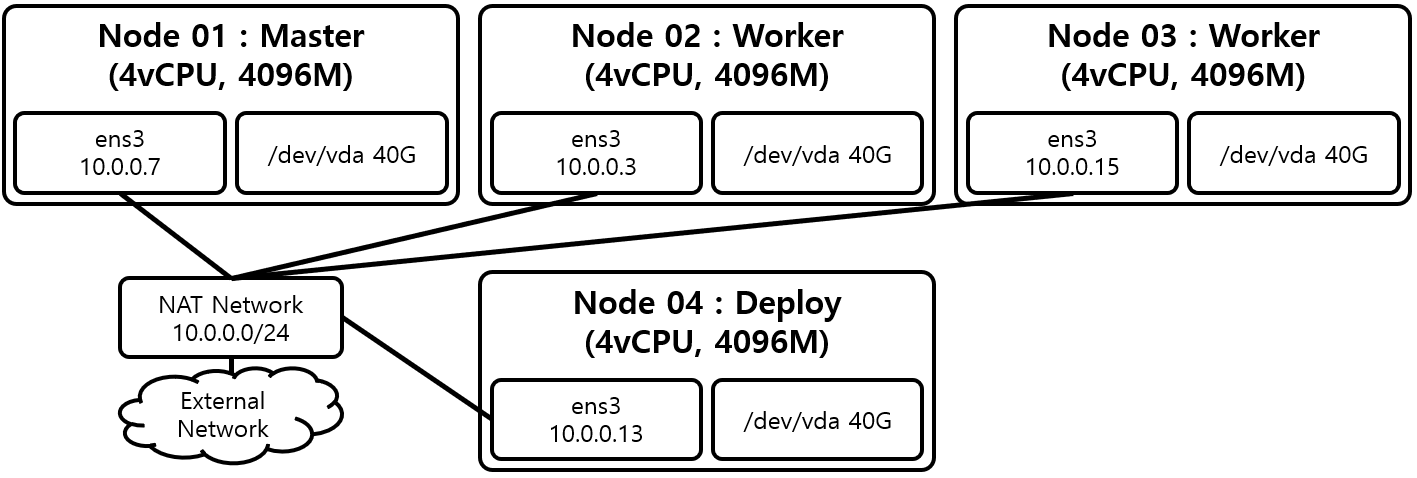 Node 01 : Master
(4vCPU, 4096M)
ens3
10.0.0.7
/dev/vda 40G
Node 02 : Worker
(4vCPU, 4096M)
ens3
10.0.0.3
/dev/vda 40G
Node 03 : Worker
(4vCPU, 4096M)
ens3
10.0.0.15
/dev/vda 40G
NAT Network
10.0.0.0/24
External
Network
Node 04 : Deploy
(4vCPU, 4096M)
ens3
10.0.0.13
/dev/vda 40G